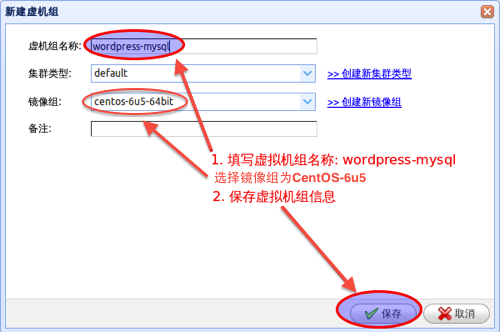 新建虚机组
虚机组名称: wordpress-mysql
集群类型: default >> 创建新集群类型
镜像组: centos-6u5-64bit >> 创建新镜像组
备注:
1. 填写虚拟机组名称: wordpress-mysql
选择镜像组为CentOS-6u5
2. 保存虚拟机组信息
保存 取消